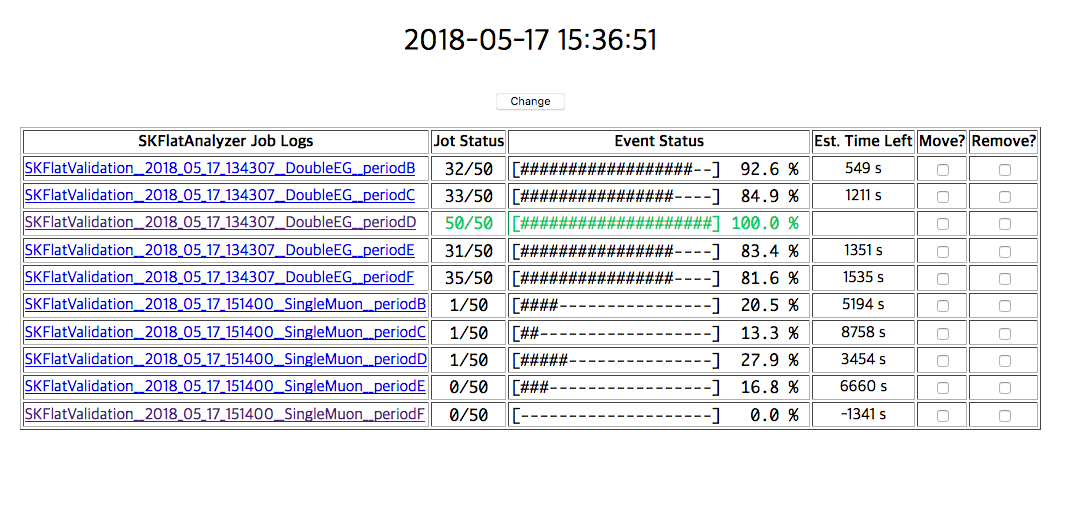 2018-05-17 15:36:51
Change
SKFlatAnalyzer Job Logs Jot Status Event Status Est. Time Left Move? Remove?
SKFlatValidation__2018_05_17_134307__DoubleEG__periodB 32/50 [##################--] 92.6 % 549 s
SKFlatValidation__2018_05_17_134307__DoubleEG__periodC 33/50 [################----] 84.9 % 1211 s
SKFlatValidation__2018_05_17_134307__DoubleEG__periodD 50/50 [####################] 100.0 %
SKFlatValidation__2018_05_17_134307__DoubleEG__periodE 31/50 [################----] 83.4 % 1351 s
SKFlatValidation__2018_05_17_134307__DoubleEG__periodF 35/50 [################----] 81.6 % 1535 s
SKFlatValidation__2018_05_17_151400__SingleMuon__periodB 1/50 [####----------------] 20.5 % 5194 s
SKFlatValidation__2018_05_17_151400__SingleMuon__periodC 1/50 [##------------------] 13.3 % 8758 s
SKFlatValidation__2018_05_17_151400__SingleMuon__periodD 1/50 [#####---------------] 27.9 % 3454 s
SKFlatValidation__2018_05_17_151400__SingleMuon__periodE 0/50 [###-----------------] 16.8 % 6660 s
SKFlatValidation__2018_05_17_151400__SingleMuon__periodF 0/50 [--------------------] 0.0 % -1341 s